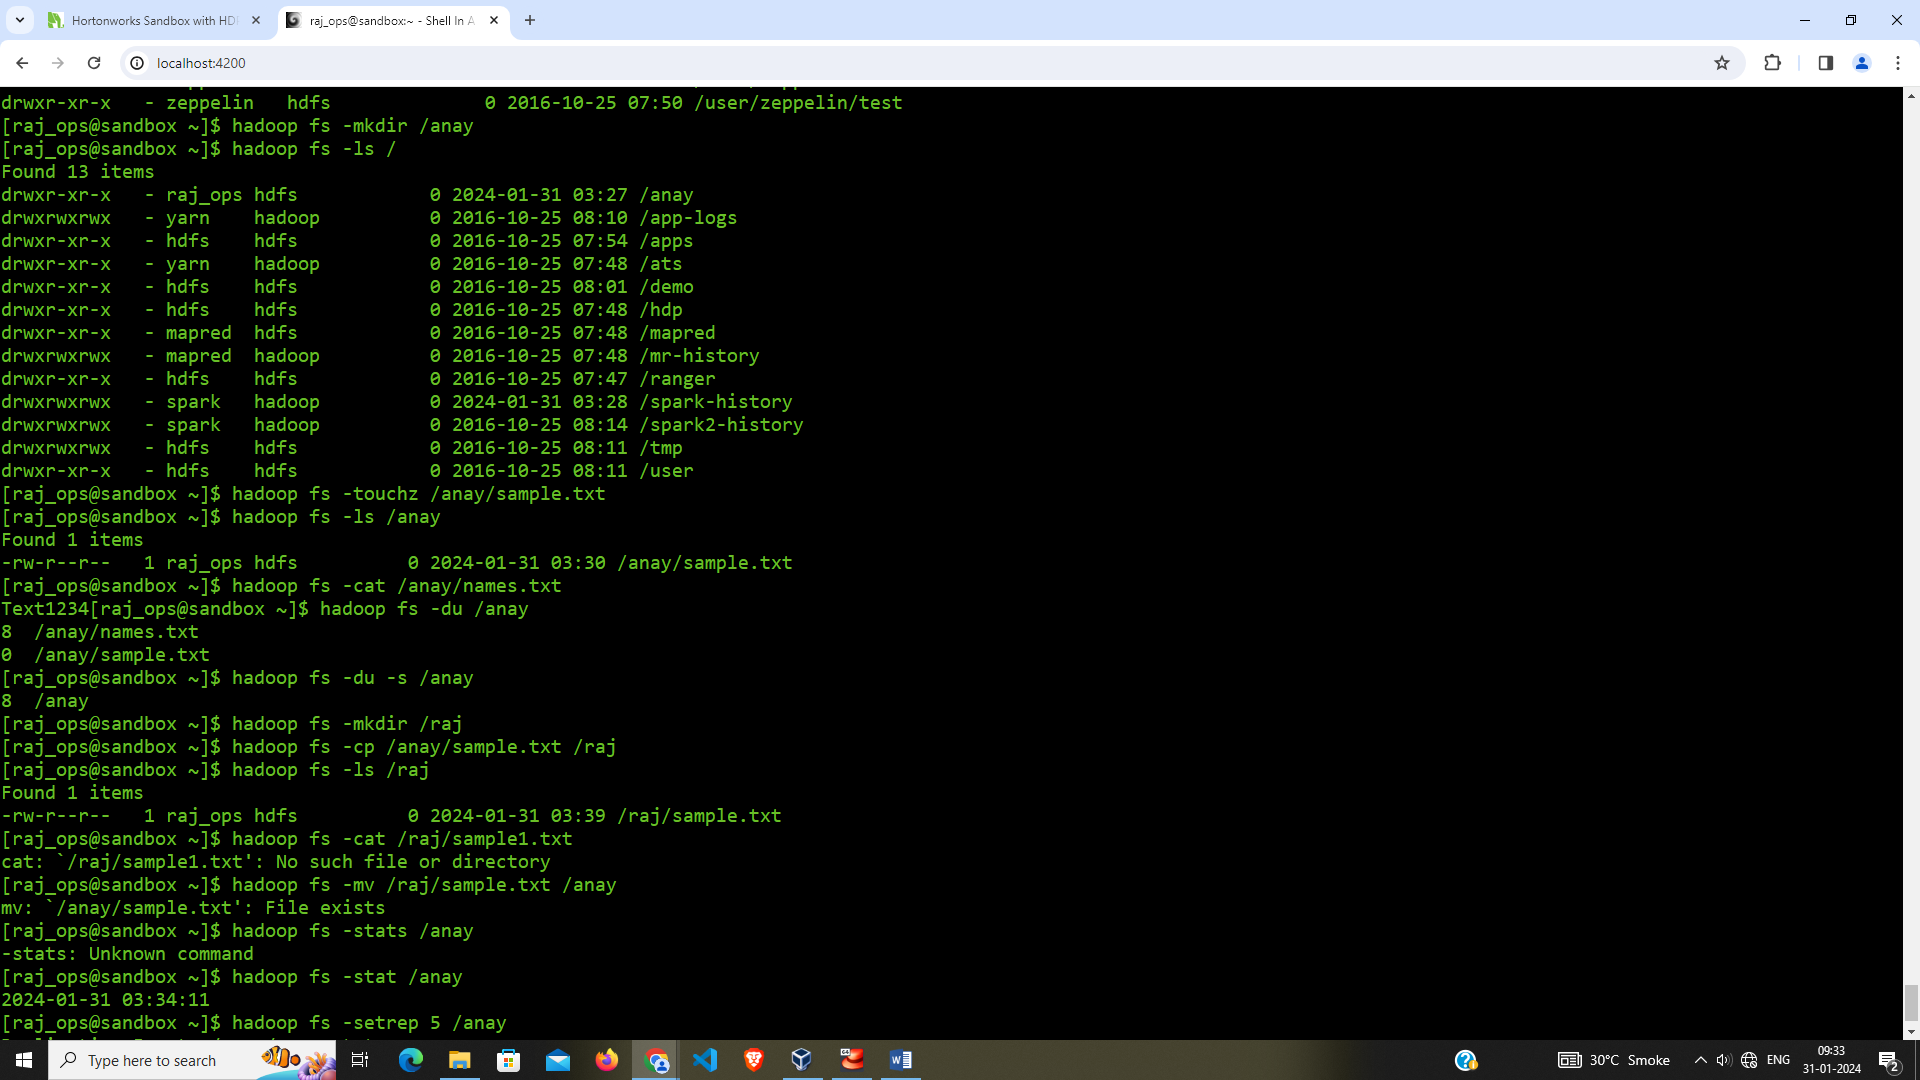 Hortonworks Sandbox with HD
raj_ops@sandbox:~ - Shell In A
localhost:4200
drwxr-xr-x   - zeppelin   hdfs              0 2016-10-25 07:50 /user/zeppelin/test
[raj_ops@sandbox ~]$ hadoop fs -mkdir /anay
[raj_ops@sandbox ~]$ hadoop fs -ls /
Found 13 items
drwxr-xr-x   - raj_ops hdfs            0 2024-01-31 03:27 /anay
drwxrwxrwx   - yarn    hadoop          0 2016-10-25 08:10 /app-logs
drwxr-xr-x   - hdfs    hdfs            0 2016-10-25 07:54 /apps
drwxr-xr-x   - yarn    hadoop          0 2016-10-25 07:48 /ats
drwxr-xr-x   - hdfs    hdfs            0 2016-10-25 08:01 /demo
drwxr-xr-x   - hdfs    hdfs            0 2016-10-25 07:48 /hdp
drwxr-xr-x   - mapred  hdfs            0 2016-10-25 07:48 /mapred
drwxrwxrwx   - mapred  hadoop          0 2016-10-25 07:48 /mr-history
drwxr-xr-x   - hdfs    hdfs            0 2016-10-25 07:47 /ranger
drwxrwxrwx   - spark   hadoop          0 2024-01-31 03:28 /spark-history
drwxrwxrwx   - spark   hadoop          0 2016-10-25 08:14 /spark2-history
drwxrwxrwx   - hdfs    hdfs            0 2016-10-25 08:11 /tmp
drwxr-xr-x   - hdfs    hdfs            0 2016-10-25 08:11 /user
[raj_ops@sandbox ~]$ hadoop fs -touchz /anay/sample.txt
[raj_ops@sandbox ~]$ hadoop fs -ls /anay
Found 1 items
-rw-r--r--   1 raj_ops hdfs          0 2024-01-31 03:30 /anay/sample.txt
[raj_ops@sandbox ~]$ hadoop fs -cat /anay/names.txt
Text1234[raj_ops@sandbox ~]$ hadoop fs -du /anay
8  /anay/names.txt
0  /anay/sample.txt
[raj_ops@sandbox ~]$ hadoop fs -du -s /anay
8  /anay
[raj_ops@sandbox ~]$ hadoop fs -mkdir /raj
[raj_ops@sandbox ~]$ hadoop fs -cp /anay/sample.txt /raj
[raj_ops@sandbox ~]$ hadoop fs -ls /raj
Found 1 items
-rw-r--r--   1 raj_ops hdfs          0 2024-01-31 03:39 /raj/sample.txt
[raj_ops@sandbox ~]$ hadoop fs -cat /raj/sample1.txt
cat: `/raj/sample1.txt': No such file or directory
[raj_ops@sandbox ~]$ hadoop fs -mv /raj/sample.txt /anay
mv: `/anay/sample.txt': File exists
[raj_ops@sandbox ~]$ hadoop fs -stats /anay
-stats: Unknown command
[raj_ops@sandbox ~]$ hadoop fs -stat /anay
2024-01-31 03:34:11
[raj_ops@sandbox ~]$ hadoop fs -setrep 5 /anay
Type here to search
30°C Smoke
ENG
09:33
31-01-2024
2